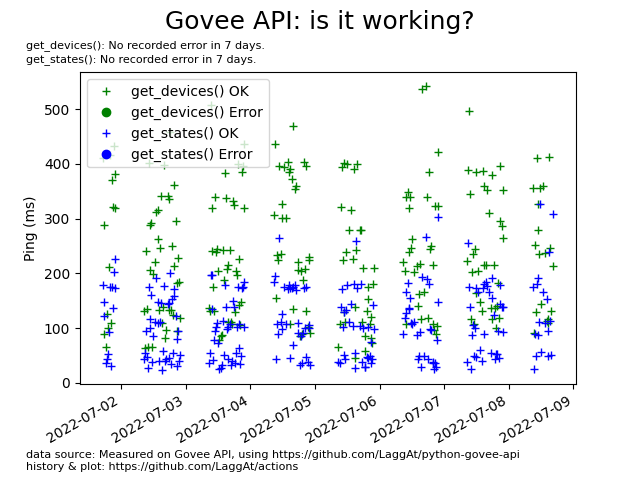 Govee API: is it working?
get_devices(): No recorded error in 7 days.
get_states(): No recorded error in 7 days.
get_devices() OK
get_devices() Error
get_states() OK
get_states() Error
Ping (ms)
500
400
300
200
100
0
2022-07-02
2022-07-03
2022-07-04
2022-07-05
2022-07-06
2022-07-07
2022-07-08
2022-07-09
data source: Measured on Govee API, using https://github.com/LaggAt/python-govee-api
history & plot: https://github.com/LaggAt/actions